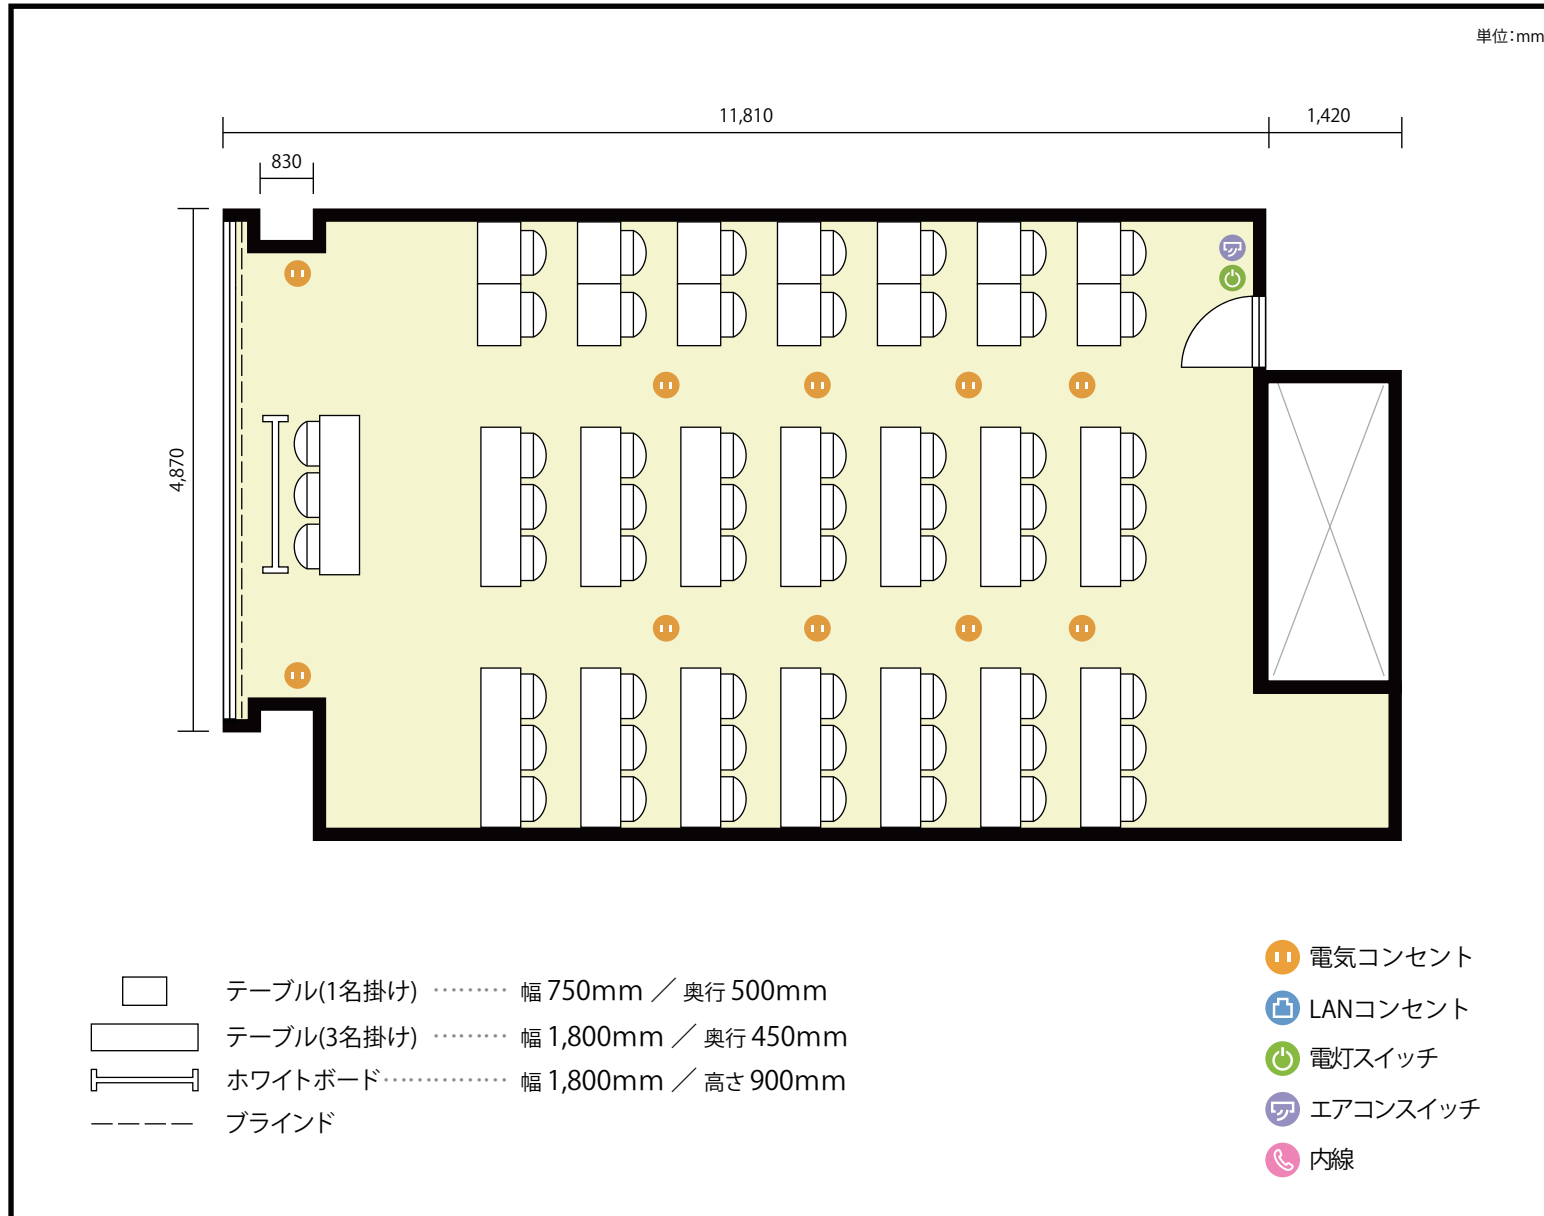 単位：mm
11,810
1,420
830
4,870
テーブル(1名掛け) ········· 幅 750mm ／ 奥行 500mm
テーブル(3名掛け) ········· 幅 1,800mm ／ 奥行 450mm
ホワイトボード··············· 幅 1,800mm ／ 高さ 900mm
ブラインド
電気コンセント
LANコンセント
電灯スイッチ
エアコンスイッチ
内線